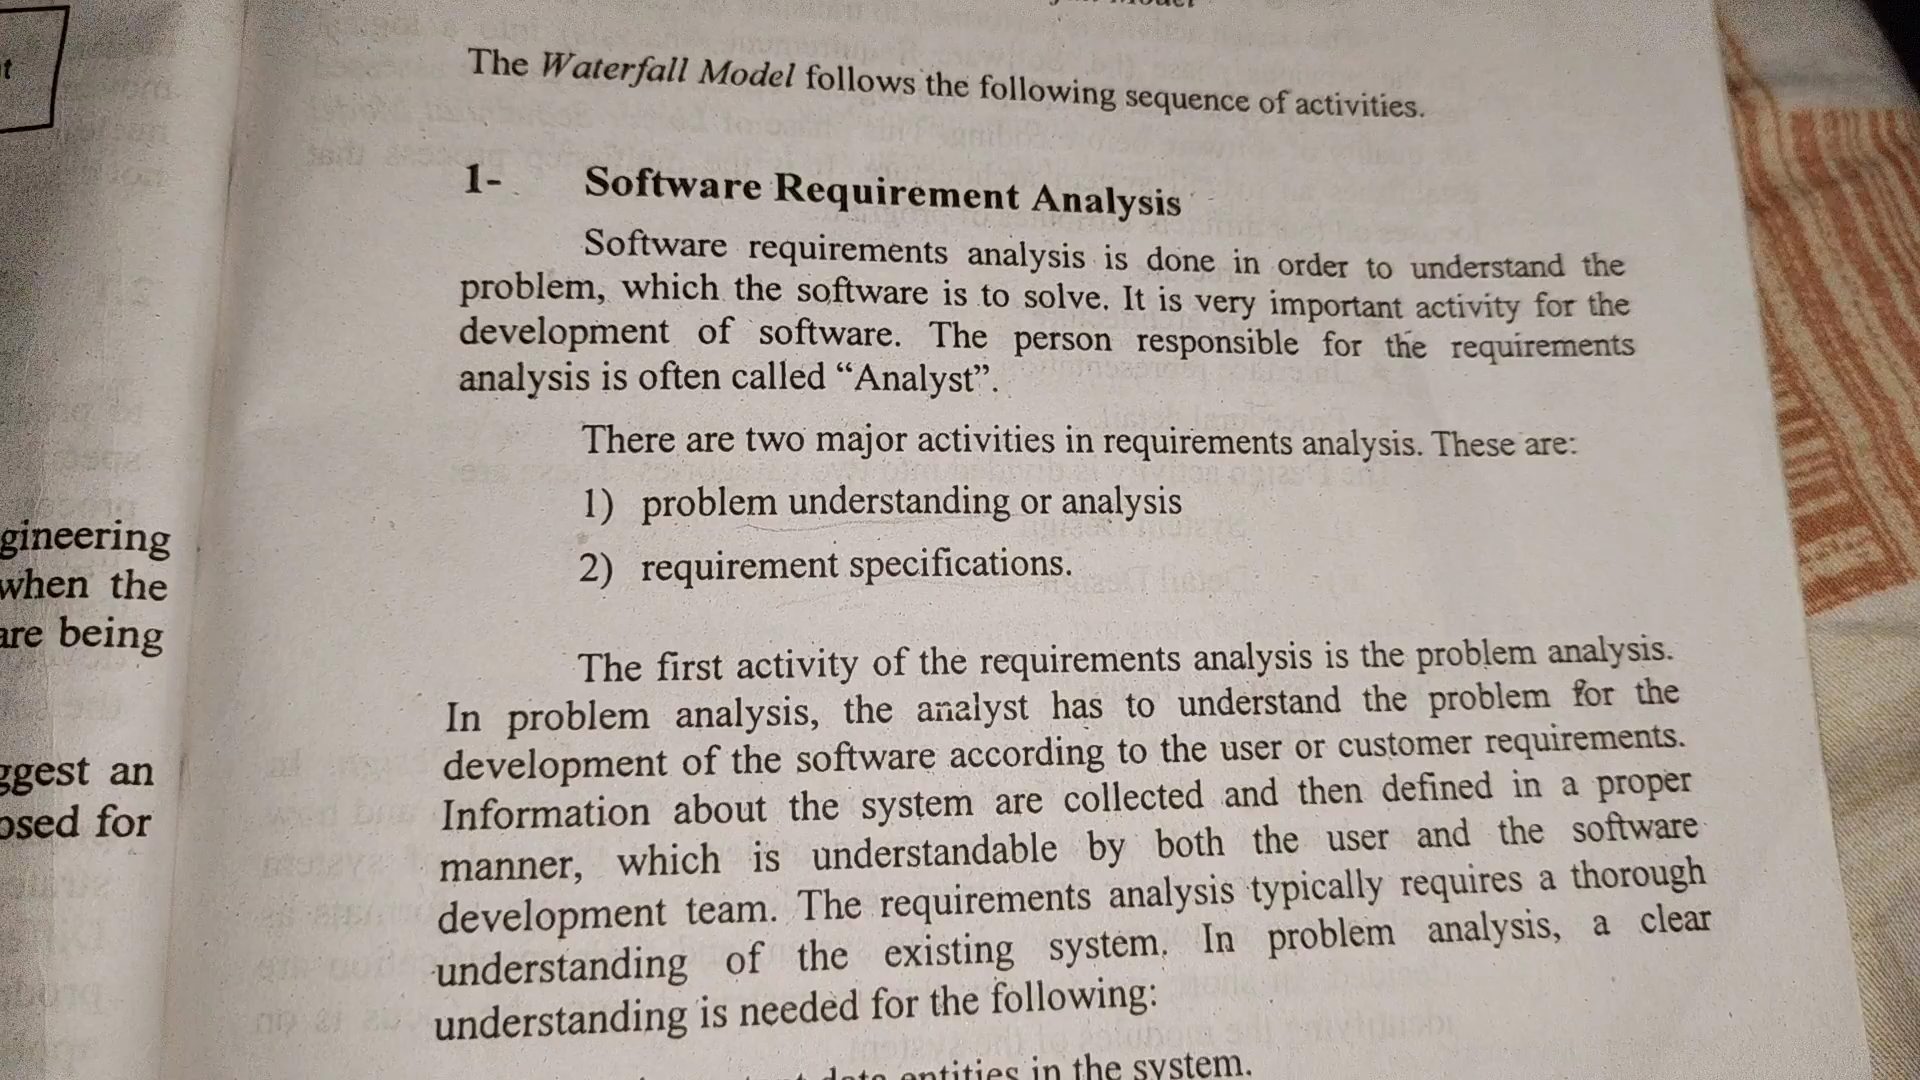 t
gineering
when the
are being
ggest an
osed for
The Waterfall Model follows the following sequence of activities.
1- Software Requirement Analysis
Software requirements analysis is done in order to understand the
problem, which the software is to solve. It is very important activity for the
development of software. The person responsible for the requirements
analysis is often called “Analyst”.
There are two major activities in requirements analysis. These are:
1) problem understanding or analysis
2) requirement specifications.
The first activity of the requirements analysis is the problem analysis.
In problem analysis, the analyst has to understand the problem for the
development of the software according to the user or customer requirements.
Information about the system are collected and then defined in a proper
manner, which is understandable by both the user and the software
development team. The requirements analysis typically requires a thorough
understanding of the existing system. In problem analysis, a clear
understanding is needed for the following:
entities in the system.